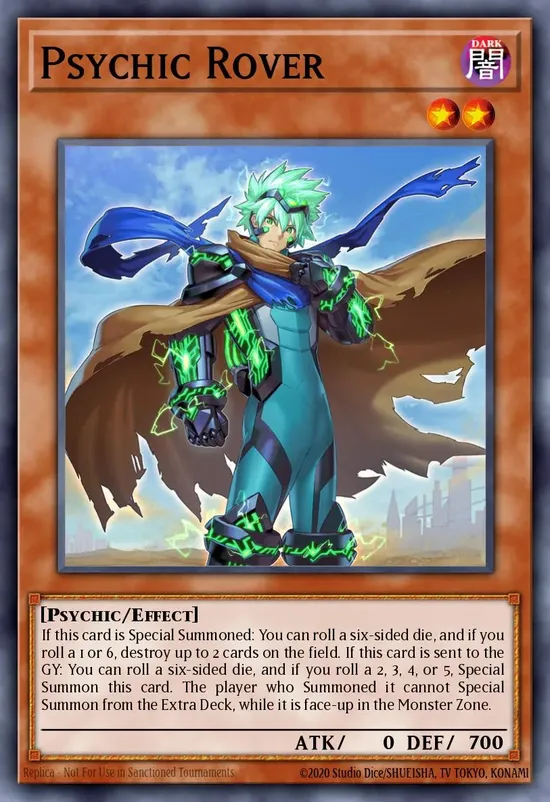 Psychic Rover
DARK
闇
[Psychic/Effect]
If this card is Special Summoned: You can roll a six-sided die, and if you
roll a 1 or 6, destroy up to 2 cards on the field. If this card is sent to the
GY: You can roll a six-sided die, and if you roll a 2, 3, 4, or 5, Special
Summon this card. The player who Summoned it cannot Special
Summon from the Extra Deck, while it is face-up in the Monster Zone.
ATK/ 0 DEF/ 700
Replica - Not For Use in Sanctioned Tournaments
©2020 Studio Dice/SHUEISHA, TV TOKYO, KONAMI